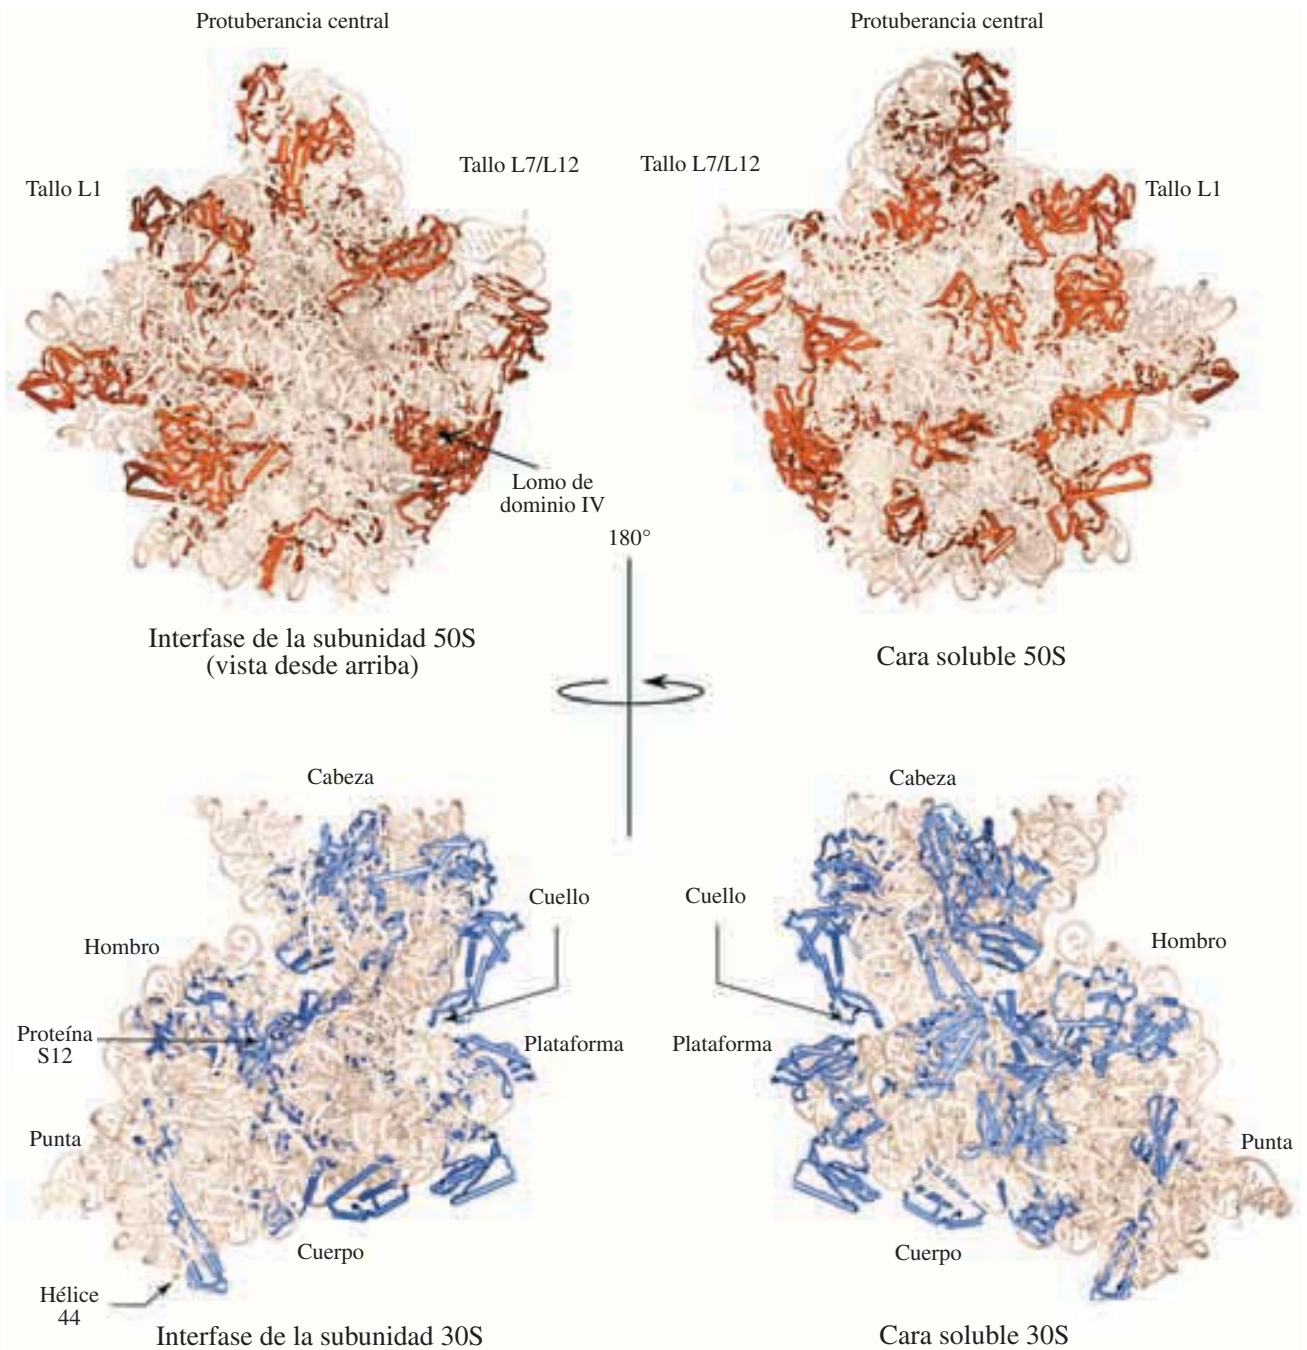 Protuberancia central
Protuberancia central
Tallo L7/L12
Tallo L7/L12
Tallo L1
Tallo L1
Lomo de
dominio IV
180°
Interfase de la subunidad 50S
(vista desde arriba)
Cara soluble 50S
Cabeza
Cabeza
Cuello
Cuello
Hombro
Hombro
Proteína
S12
Plataforma
Plataforma
Punta
Punta
Cuerpo
Cuerpo
Hélice
44
Interfase de la subunidad 30S
Cara soluble 30S